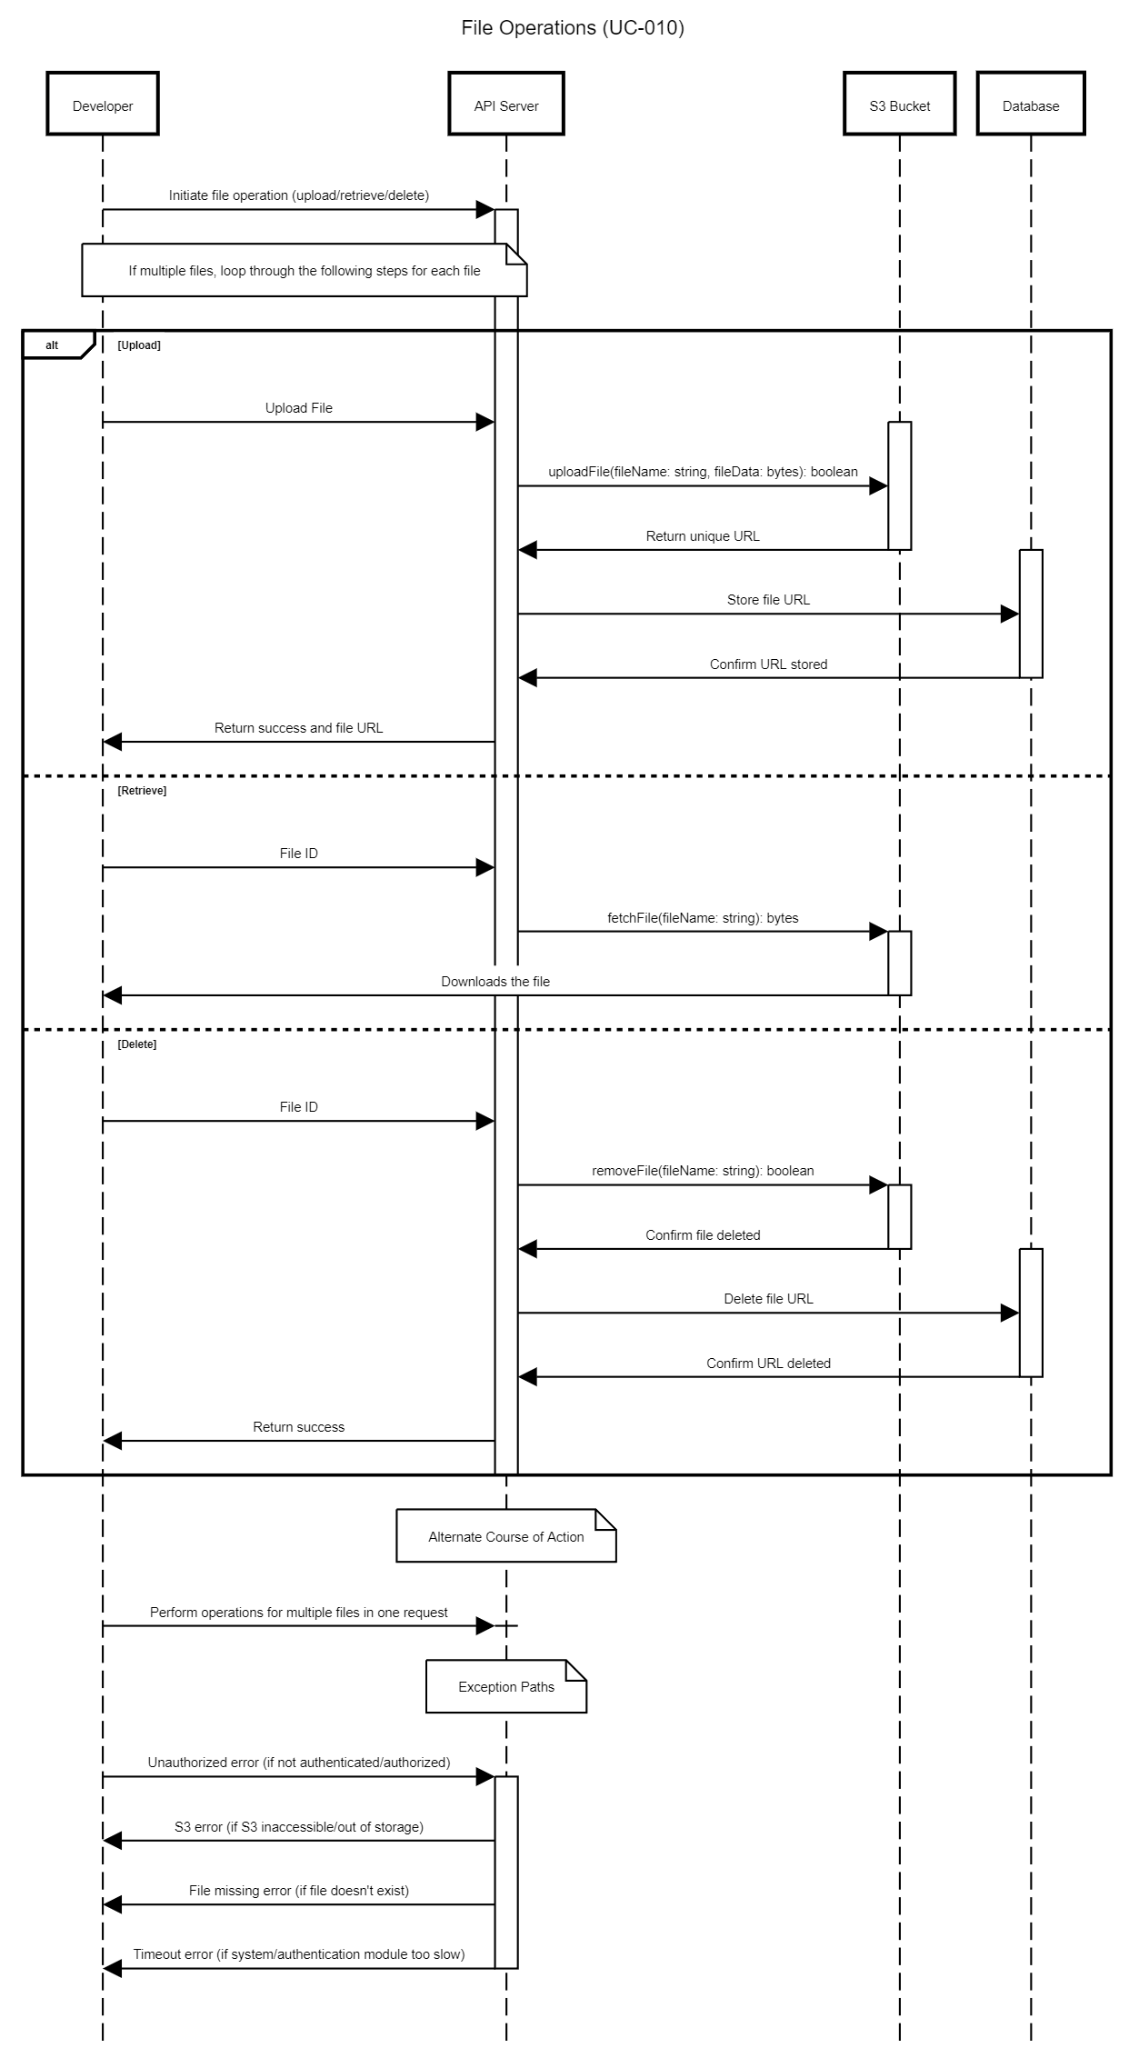 File Operations (UC-010)
Developer
API Server
S3 Bucket
Database
Initiate file operation (upload/retrieve/delete)
If multiple files, loop through the following steps for each file
alt
[Upload]
Upload File
uploadFile(fileName: string, fileData: bytes): boolean
Return unique URL
Store file URL
Confirm URL stored
Return success and file URL
[Retrieve]
File ID
fetchFile(fileName: string): bytes
Downloads the file
[Delete]
File ID
removeFile(fileName: string): boolean
Confirm file deleted
Delete file URL
Confirm URL deleted
Return success
Alternate Course of Action
Perform operations for multiple files in one request
Exception Paths
Unauthorized error (if not authenticated/authorized)
S3 error (if S3 inaccessible/out of storage)
File missing error (if file doesn't exist)
Timeout error (if system/authentication module too slow)